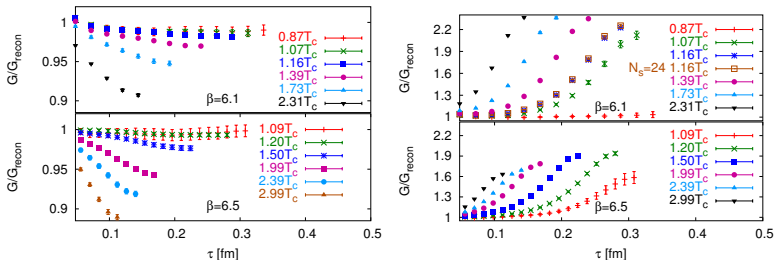 G/G_recon
1
0.95
0.9
β=6.1
0.87T_c
1.07T_c
1.16T_c
1.39T_c
1.73T_c
2.31T_c
G/G_recon
1
0.95
0.9
β=6.5
1.09T_c
1.20T_c
1.50T_c
1.99T_c
2.39T_c
2.99T_c
0.1 0.2 0.3 0.4 0.5
τ [fm]
G/G_recon
2.2
1.9
1.6
1.3
1
β=6.1
0.87T_c
1.07T_c
1.16T_c
N_s=24 1.16T_c
1.39T_c
1.73T_c
2.31T_c
G/G_recon
1.9
1.6
1.3
1
β=6.5
1.09T_c
1.20T_c
1.50T_c
1.99T_c
2.39T_c
2.99T_c
0.1 0.2 0.3 0.4 0.5
τ [fm]